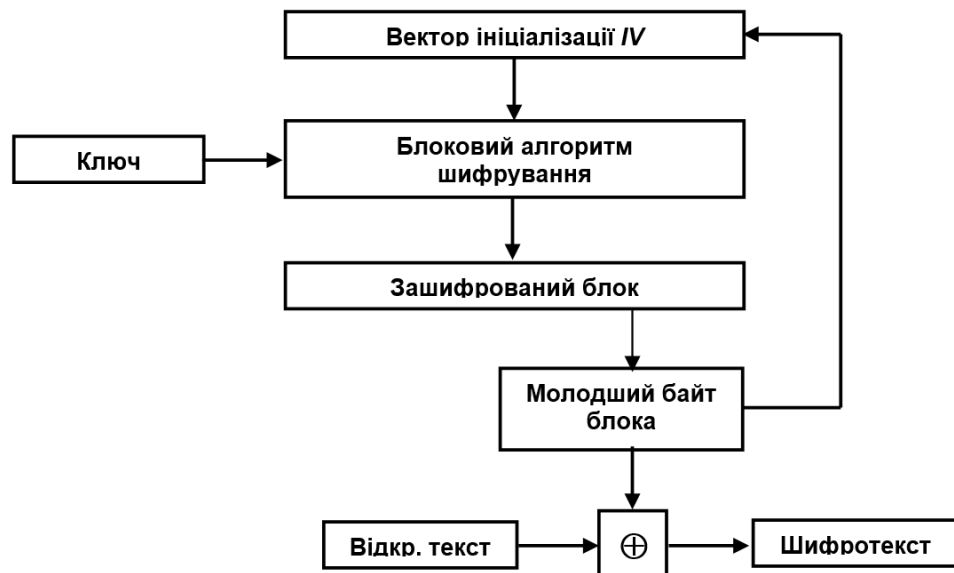 Вектор ініціалізації IV
Блоковий алгоритм
шифрування
Ключ
Зашифрований блок
Молодший байт
блока
Відкр. текст
⊕
Шифротекст